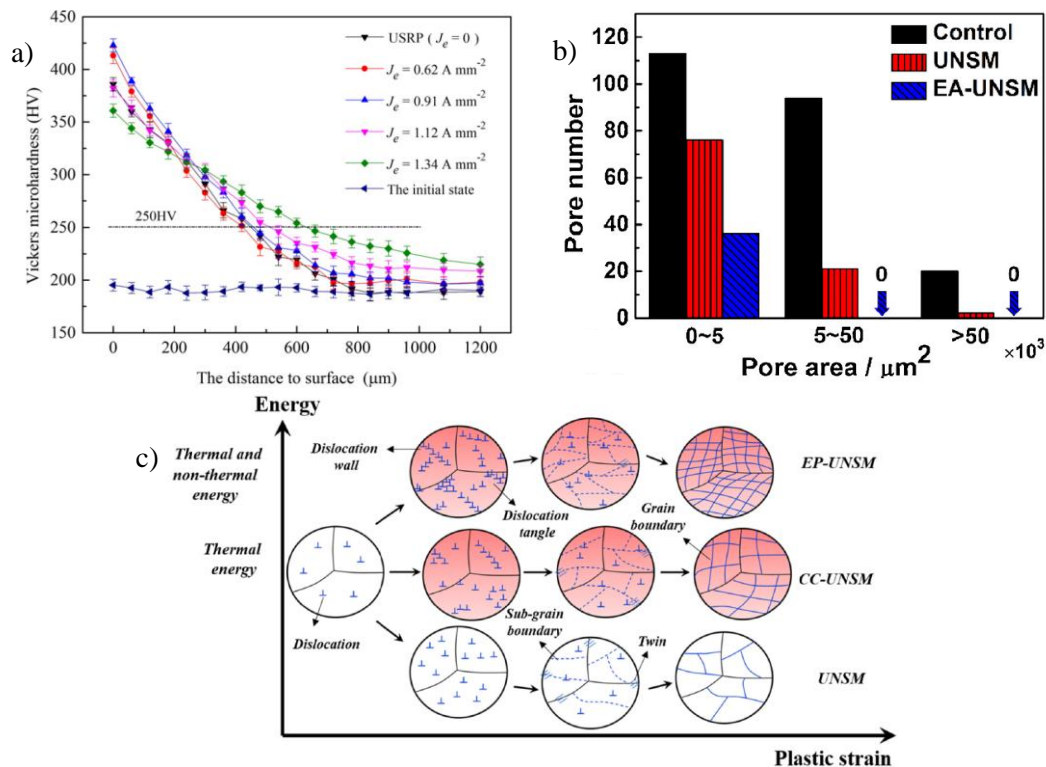 a)
450
400
350
300
250
200
150
Vickers microhardness (HV)
USRP ( Je = 0 )
Je = 0.62 A mm-2
Je = 0.91 A mm-2
Je = 1.12 A mm-2
Je = 1.34 A mm-2
The initial state
250HV
0 200 400 600 800 1000 1200
The distance to surface (μm)
b)
120
100
80
60
40
20
0
Pore number
Control
UNSM
EA-UNSM
0 0
0~5 5~50 >50
×10³
Pore area / μm²
c)
Energy
Thermal and
non-thermal
energy
Thermal
energy
Dislocation
wall
Dislocation
tangle
Grain
boundary
EP-UNSM
CC-UNSM
Dislocation
Sub-grain
boundary
Twin
UNSM
Plastic strain